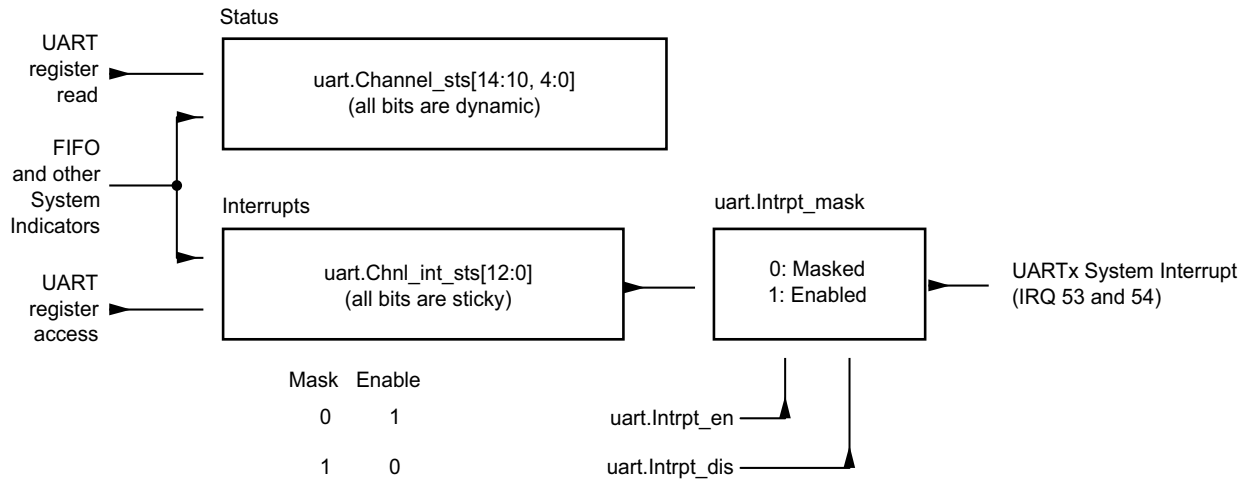 Status
UART
register
read
uart.Channel_sts[14:10, 4:0]
(all bits are dynamic)
FIFO
and other
System
Indicators
Interrupts
uart.Intrpt_mask
uart.Chnl_int_sts[12:0]
(all bits are sticky)
0: Masked
1: Enabled
UARTx System Interrupt
(IRQ 53 and 54)
UART
register
access
Mask Enable
0 1
1 0
uart.Intrpt_en
uart.Intrpt_dis